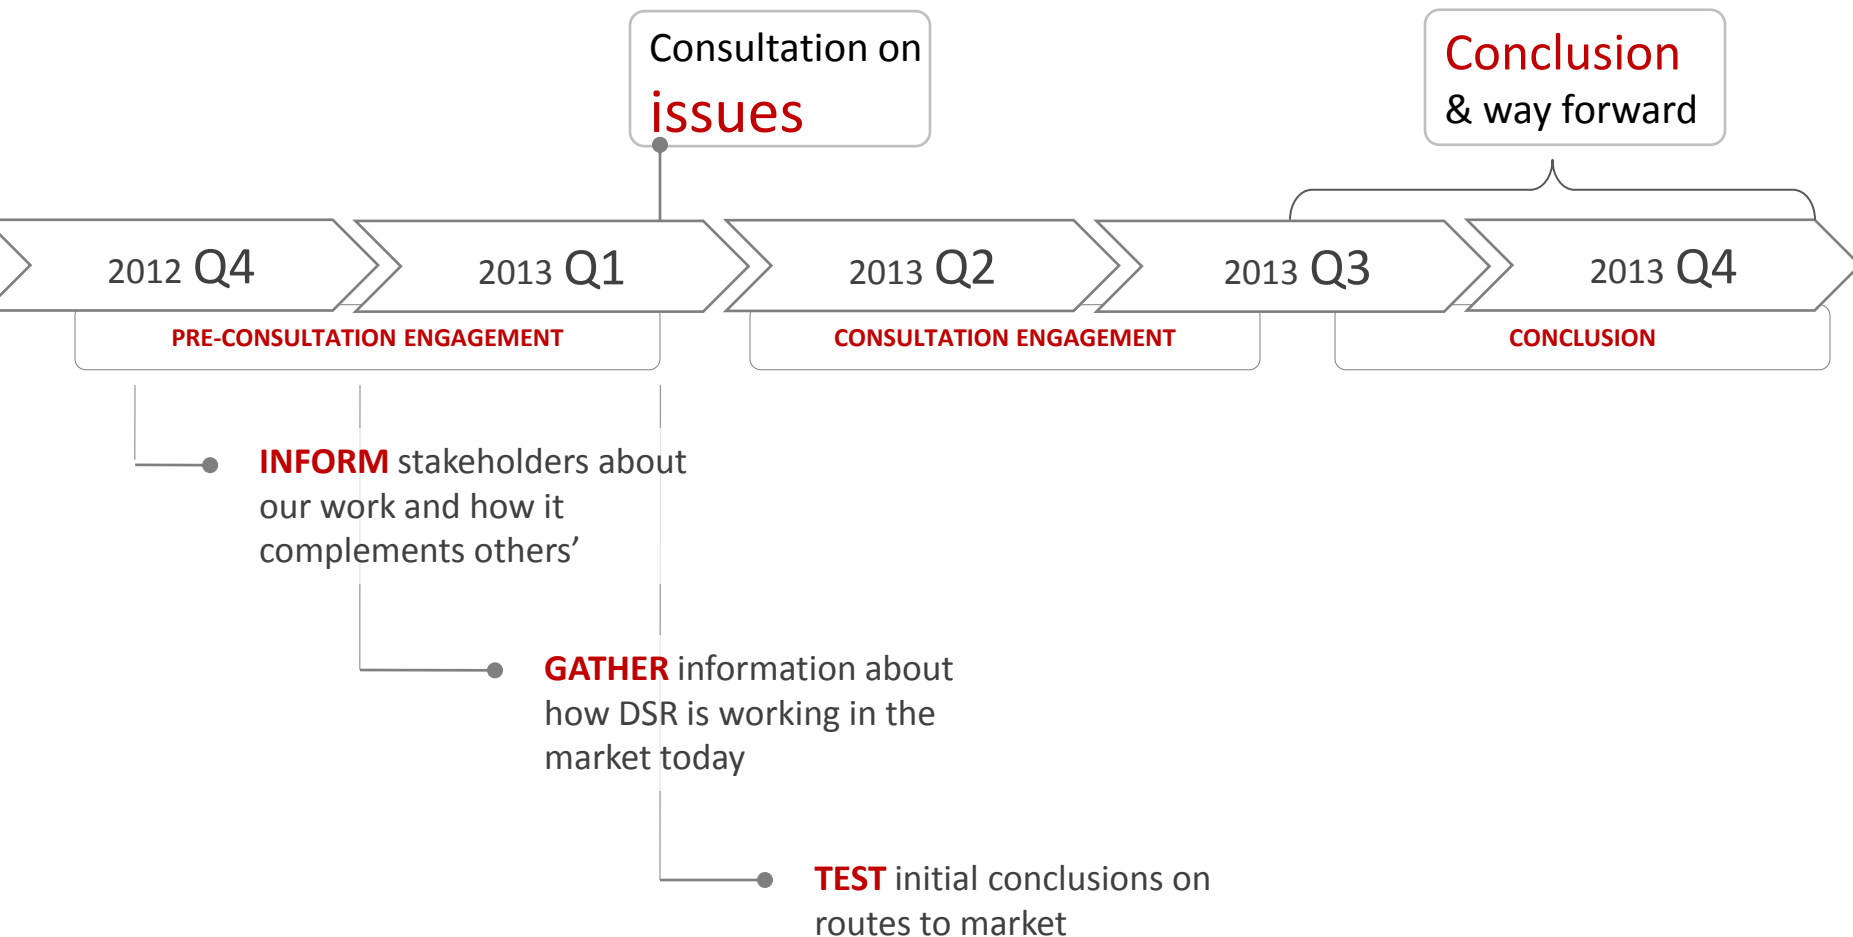 Consultation on
issues
Conclusion
& way forward
2012 Q4
2013 Q1
2013 Q2
2013 Q3
2013 Q4
PRE-CONSULTATION ENGAGEMENT
CONSULTATION ENGAGEMENT
CONCLUSION
INFORM stakeholders about
our work and how it
complements others’
GATHER information about
how DSR is working in the
market today
TEST initial conclusions on
routes to market